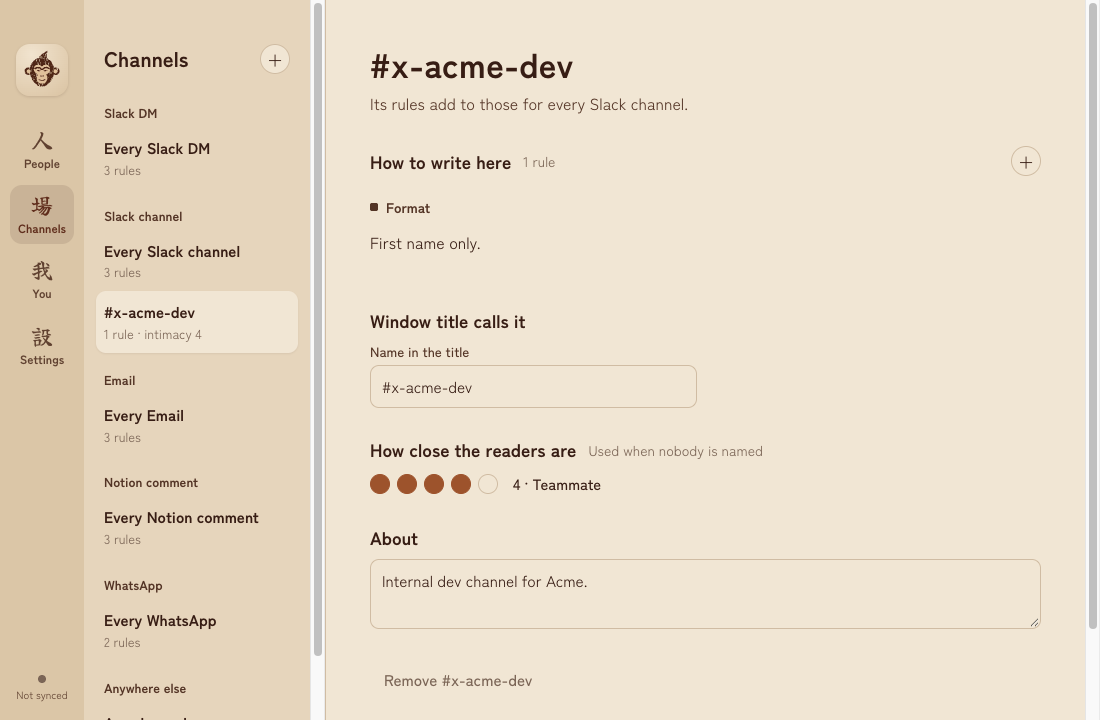 人
People
場
Channels
我
You
設
Settings
Not synced
Channels
Slack DM
Every Slack DM
3 rules
Slack channel
Every Slack channel
3 rules
#x-acme-dev
1 rule · intimacy 4
Email
Every Email
3 rules
Notion comment
Every Notion comment
3 rules
WhatsApp
Every WhatsApp
2 rules
Anywhere else
#x-acme-dev
Its rules add to those for every Slack channel.
How to write here 1 rule
Format
First name only.
Window title calls it
Name in the title
#x-acme-dev
How close the readers are Used when nobody is named
4 · Teammate
About
Internal dev channel for Acme.
Remove #x-acme-dev